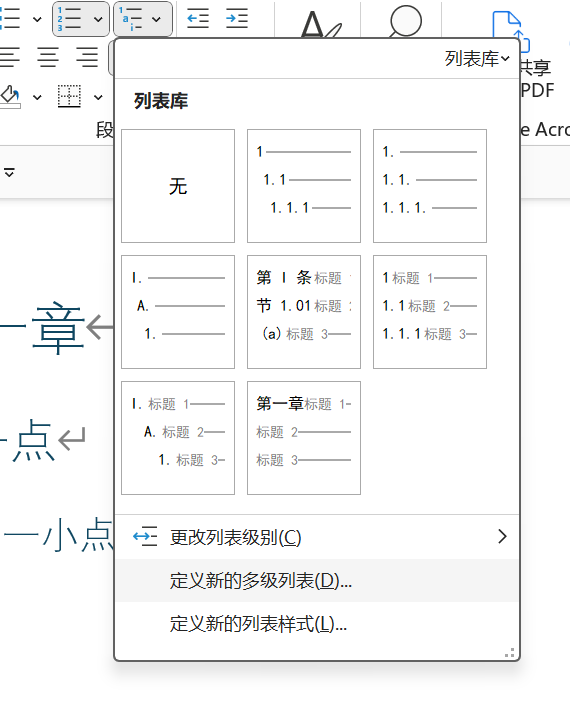 列表库
共享
PDF
列表库
段
e Acro
无
1
1.1
1.1.1
1.
1.1.
1.1.1.
I.
A.
1.
第 I 条标题
节 1.01标题 2
(a)标题 3
1标题 1
1.1标题 2
1.1.1标题 3
I. 标题 1
A. 标题 2
1. 标题 3
第一章标题 1
标题 2
标题 3
一章
点
一小点
更改列表级别(C)
定义新的多级列表(D)...
定义新的列表样式(L)...